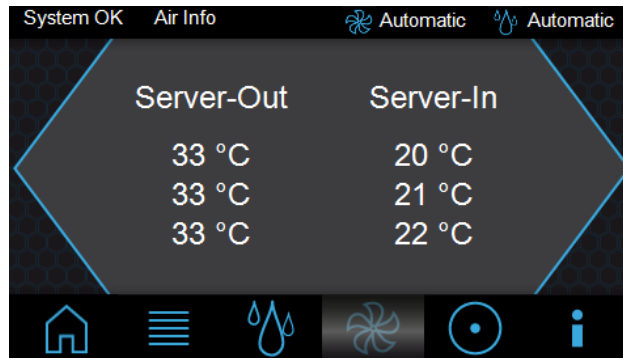 System OK Air Info Automatic Automatic
Server-Out Server-In
33 °C 20 °C
33 °C 21 °C
33 °C 22 °C